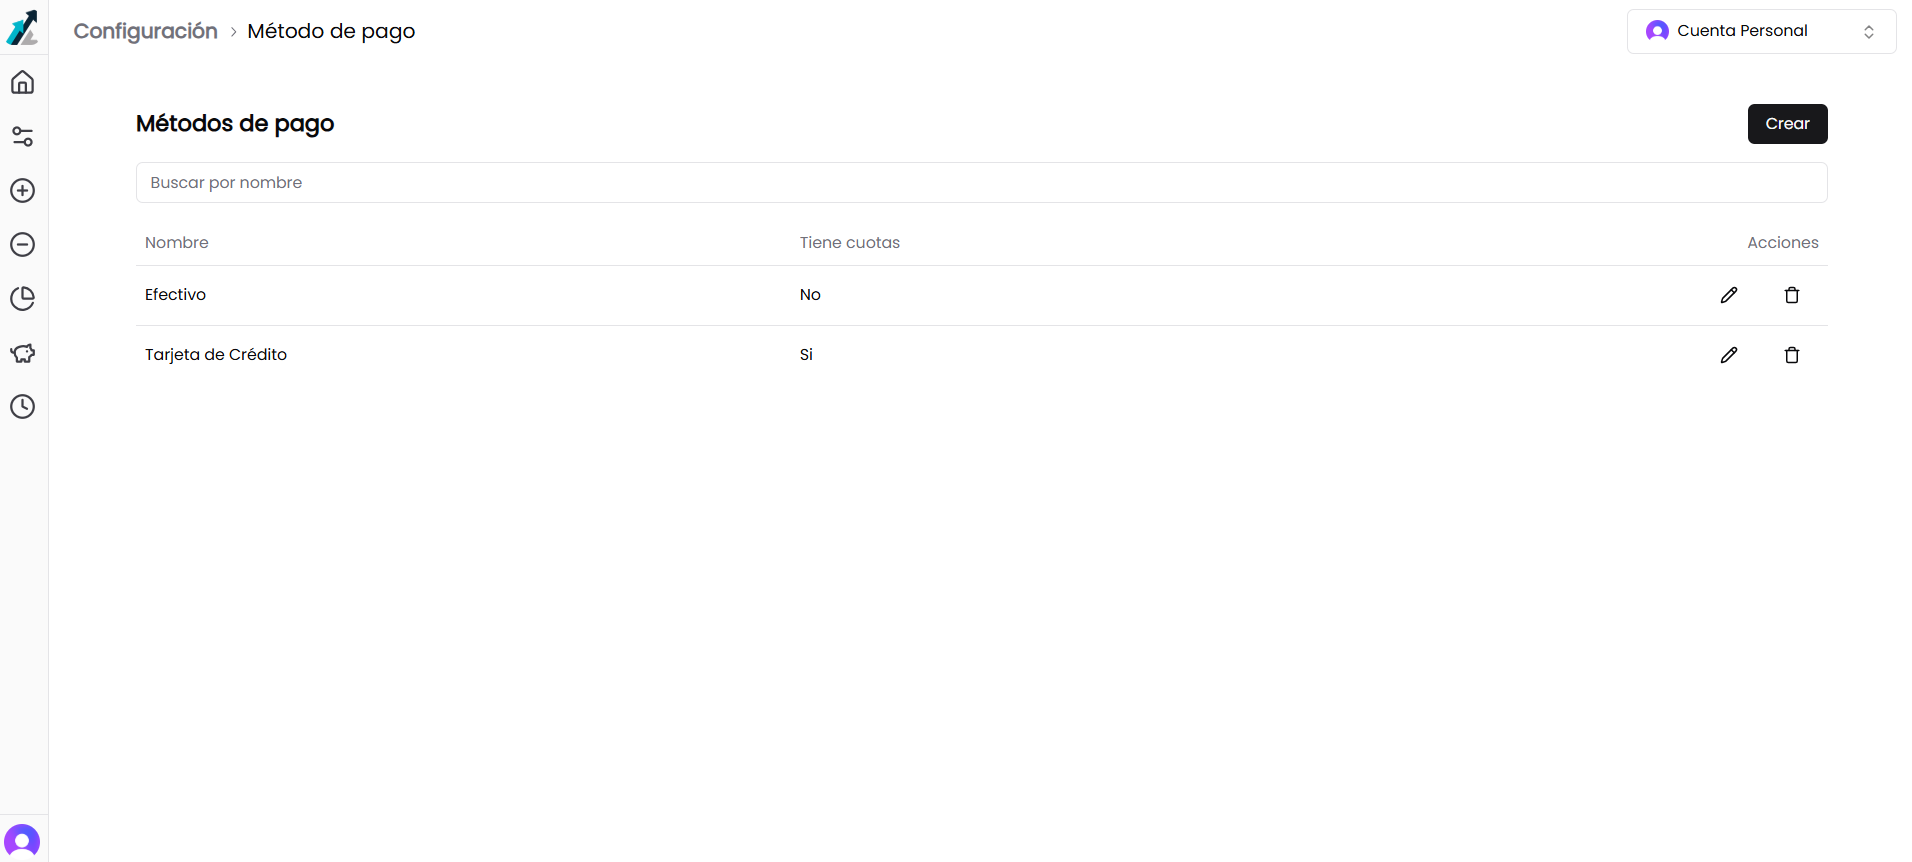 Configuración > Método de pago
Cuenta Personal
Métodos de pago
Crear
Buscar por nombre
Nombre Tiene cuotas Acciones
Efectivo No
Tarjeta de Crédito Si